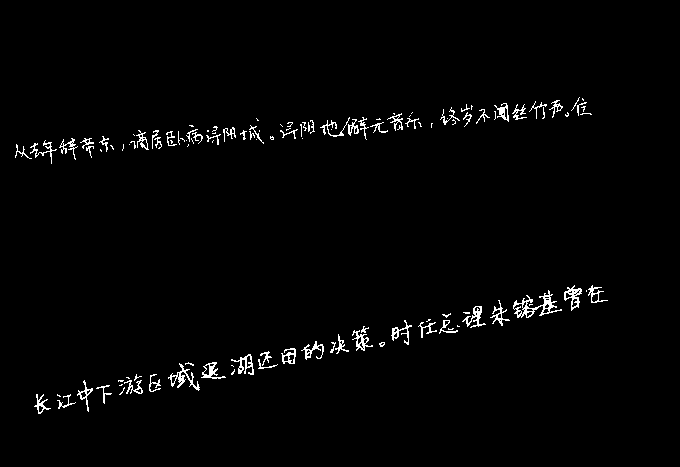 从去年辞帝京，谪居卧病浔阳城。浔阳地僻无音乐，终岁不闻丝竹声。住
长江中下游区域退湖还田的决策。时任总理朱镕基曾在